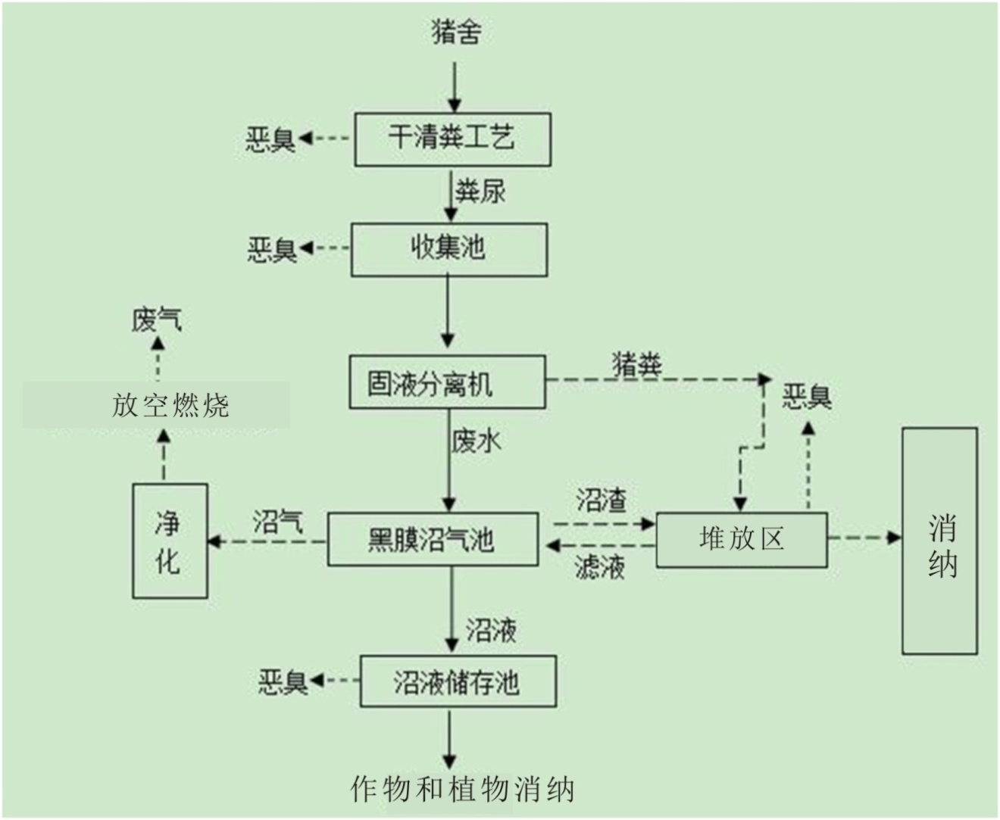 猪舍
恶臭
干清粪工艺
粪尿
恶臭
收集池
废气
放空燃烧
固液分离机
猪粪
恶臭
废水
净化
沼气
黑膜沼气池
沼渣
滤液
堆放区
消纳
沼液
恶臭
沼液储存池
作物和植物消纳